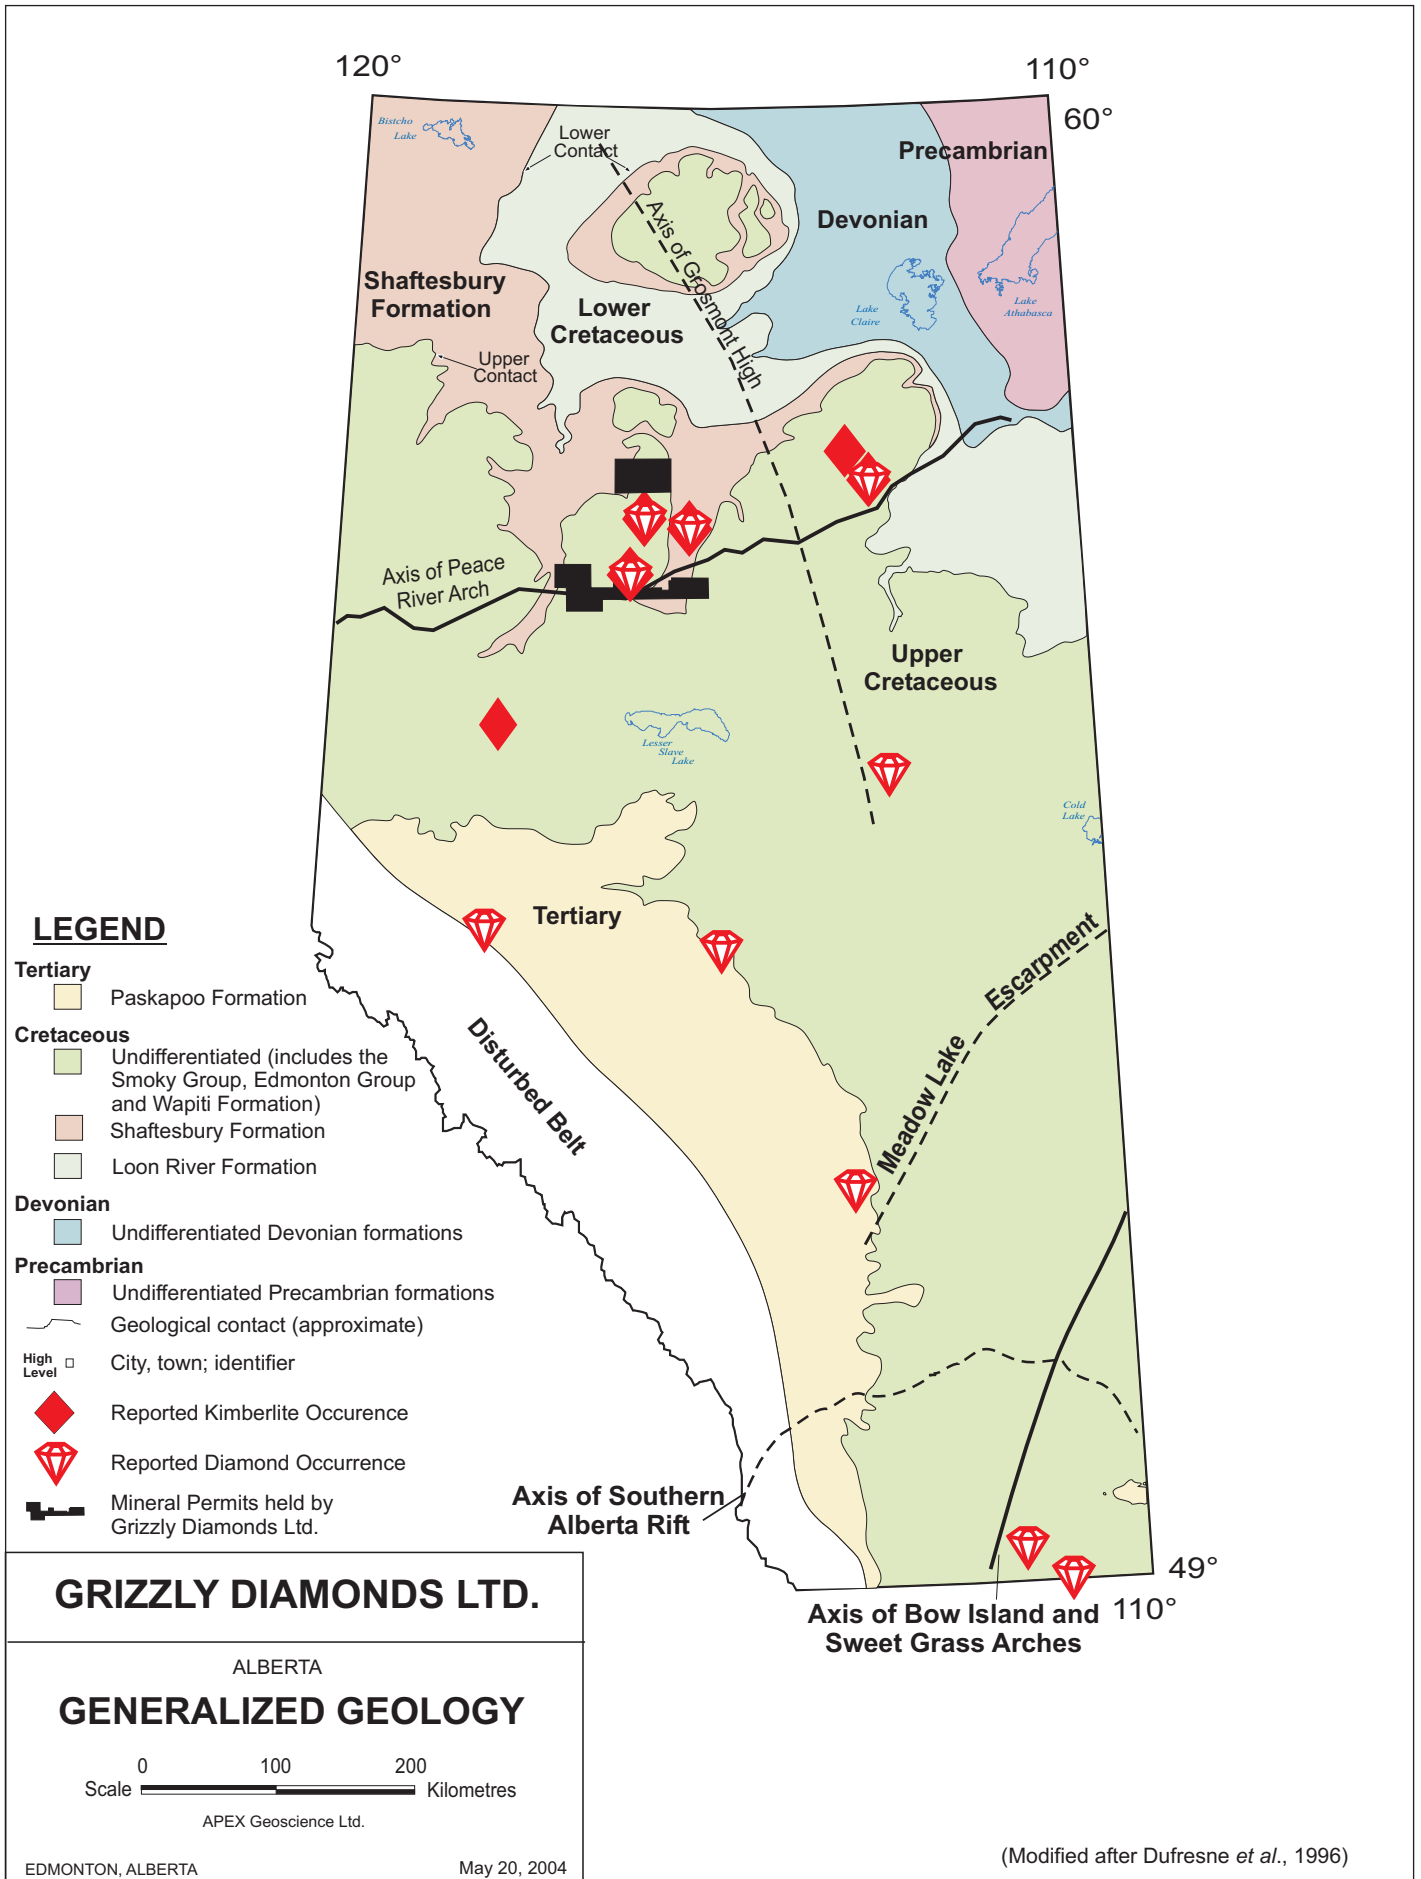 120°
110°
60°
Bistcho
Lake
Lower
Contact
Precambrian
Devonian
Axis of Grosmont High
Shaftesbury
Formation
Lower
Cretaceous
Lake
Claire
Lake
Athabasca
Upper
Contact
Axis of Peace
River Arch
Upper
Cretaceous
Lesser
Slave
Lake
Cold
Lake
Tertiary
Disturbed Belt
Meadow Lake
Escarpment
Axis of Southern
Alberta Rift
49°
110°
Axis of Bow Island and
Sweet Grass Arches
LEGEND
Tertiary
Paskapoo Formation
Cretaceous
Undifferentiated (includes the
Smoky Group, Edmonton Group
and Wapiti Formation)
Shaftesbury Formation
Loon River Formation
Devonian
Undifferentiated Devonian formations
Precambrian
Undifferentiated Precambrian formations
Geological contact (approximate)
High
Level
City, town; identifier
Reported Kimberlite Occurence
Reported Diamond Occurrence
Mineral Permits held by
Grizzly Diamonds Ltd.
GRIZZLY DIAMONDS LTD.
ALBERTA
GENERALIZED GEOLOGY
0 100 200
Scale Kilometres
APEX Geoscience Ltd.
EDMONTON, ALBERTA May 20, 2004
(Modified after Dufresne et al., 1996)